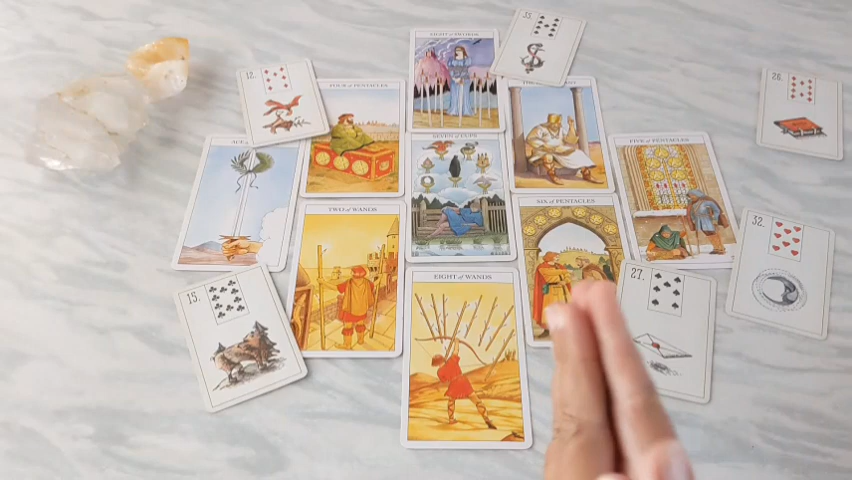 EIGHT of SWORDS
33.
12.
FOUR of PENTACLES
26.
SEVEN of CUPS
FIVE of PENTACLES
TWO of WANDS
SIX of PENTACLES
32.
27.
15.
EIGHT of WANDS